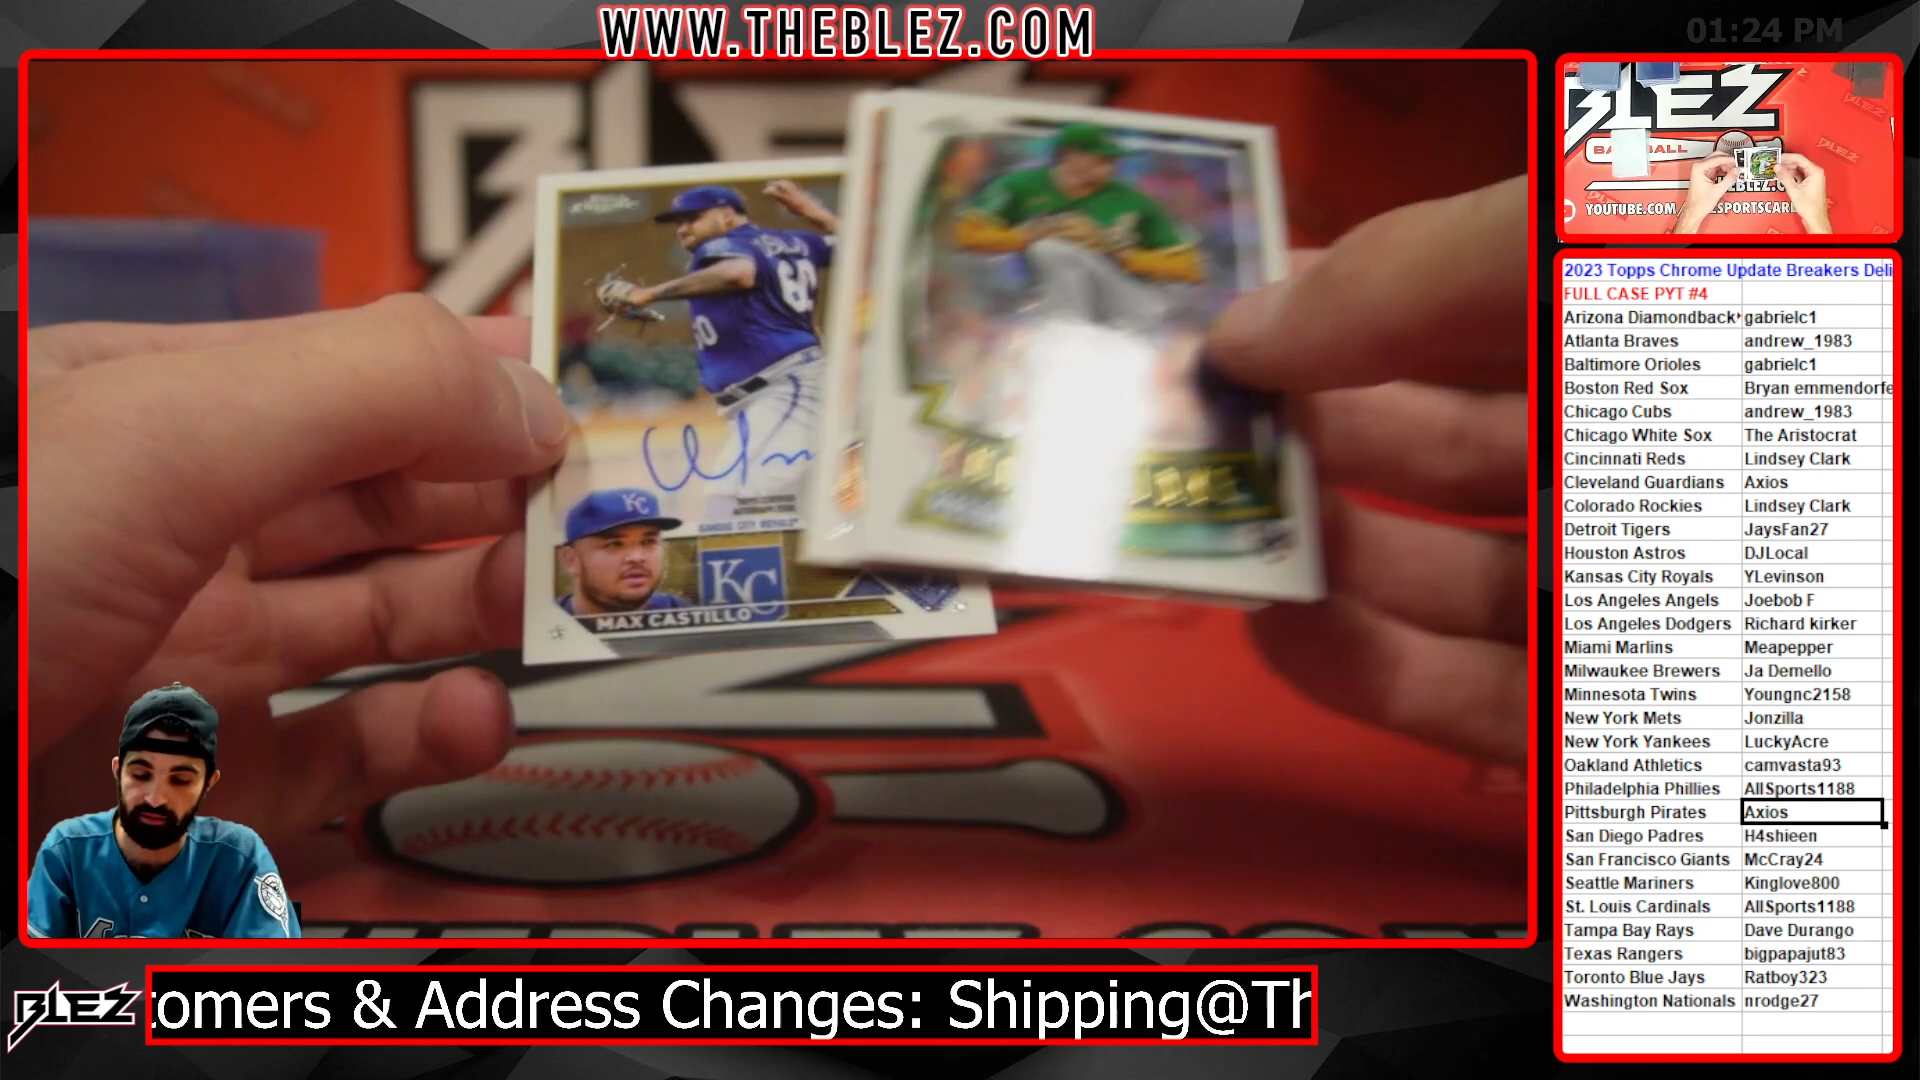 WWW.THEBLEZ.COM
01:24 PM
BLEZ
YOUTUBE.COM
60
KC
KANSAS CITY ROYALS
KC
MAX CASTILLO
2023 Topps Chrome Update Breakers Deli
FULL CASE PYT #4
Arizona Diamondback gabrielc1
Atlanta Braves andrew_1983
Baltimore Orioles gabrielc1
Boston Red Sox Bryan emmendorfe
Chicago Cubs andrew_1983
Chicago White Sox The Aristocrat
Cincinnati Reds Lindsey Clark
Cleveland Guardians Axios
Colorado Rockies Lindsey Clark
Detroit Tigers JaysFan27
Houston Astros DJLocal
Kansas City Royals YLevinson
Los Angeles Angels Joebob F
Los Angeles Dodgers Richard kirker
Miami Marlins Meapepper
Milwaukee Brewers Ja Demello
Minnesota Twins Youngnc2158
New York Mets Jonzilla
New York Yankees LuckyAcre
Oakland Athletics camvasta93
Philadelphia Phillies AllSports1188
Pittsburgh Pirates Axios
San Diego Padres H4shieen
San Francisco Giants McCray24
Seattle Mariners Kinglove800
St. Louis Cardinals AllSports1188
Tampa Bay Rays Dave Durango
Texas Rangers bigpapajut83
Toronto Blue Jays Ratboy323
Washington Nationals nrodge27
BLEZ
tomers & Address Changes: Shipping@Th